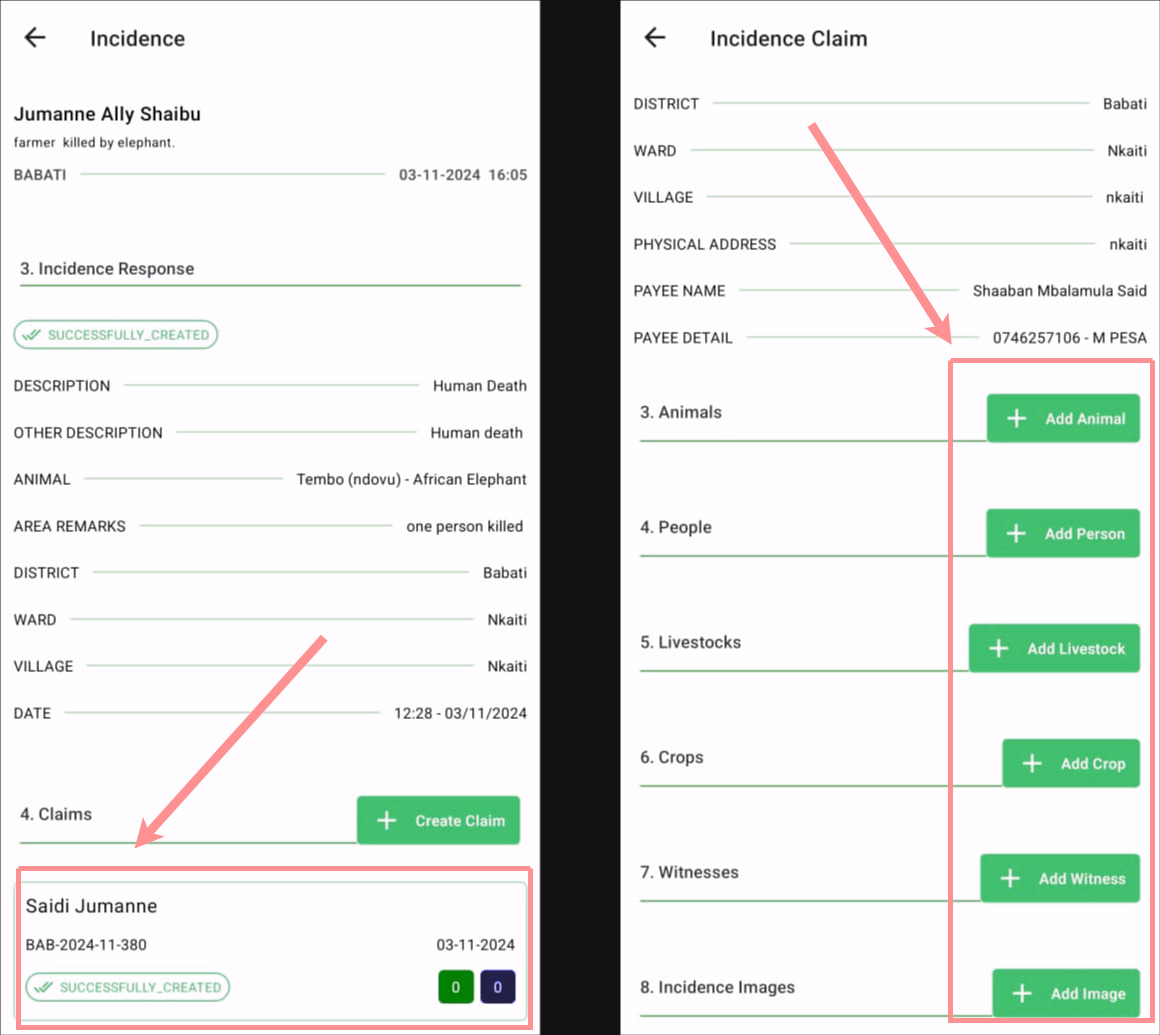 Incidence
Jumanne Ally Shaibu
farmer killed by elephant.
BABATI 03-11-2024 16:05
3. Incidence Response
SUCCESSFULLY_CREATED
DESCRIPTION Human Death
OTHER DESCRIPTION Human death
ANIMAL Tembo (ndovu) - African Elephant
AREA REMARKS one person killed
DISTRICT Babati
WARD Nkaiti
VILLAGE Nkaiti
DATE 12:28 - 03/11/2024
4. Claims + Create Claim
Saidi Jumanne
BAB-2024-11-380 03-11-2024
SUCCESSFULLY_CREATED 0 0
Incidence Claim
DISTRICT Babati
WARD Nkaiti
VILLAGE nkaiti
PHYSICAL ADDRESS nkaiti
PAYEE NAME Shaaban Mbalamula Said
PAYEE DETAIL 0746257106 - M PESA
3. Animals + Add Animal
4. People + Add Person
5. Livestocks + Add Livestock
6. Crops + Add Crop
7. Witnesses + Add Witness
8. Incidence Images + Add Image